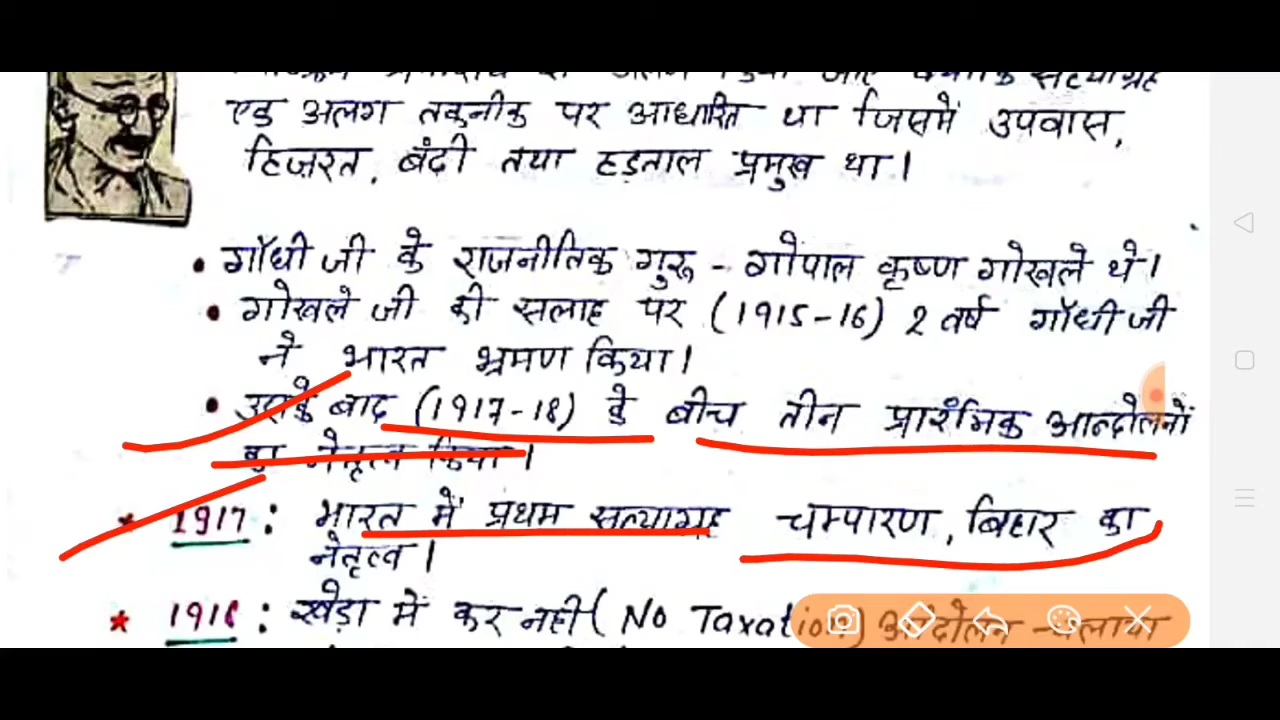 एक अलग तकनीक पर आधारित था जिसमें उपवास,
हिज़रत, बंदी तथा हड़ताल प्रमुख था।
• गाँधी जी के राजनीतिक गुरू - गोपाल कृष्ण गोखले थे।
• गोखले जी की सलाह पर (1915-16) 2 वर्ष गाँधी जी
ने भारत भ्रमण किया।
• उसके बाद (1917-18) के बीच तीन प्रारंभिक आन्दोलनों
का नेतृत्व किया।
* 1917: भारत में प्रथम सत्याग्रह चम्पारण, बिहार का
नेतृत्व।
* 1918: खेड़ा में कर नहीं (No Taxation) आंदोलन चलाया